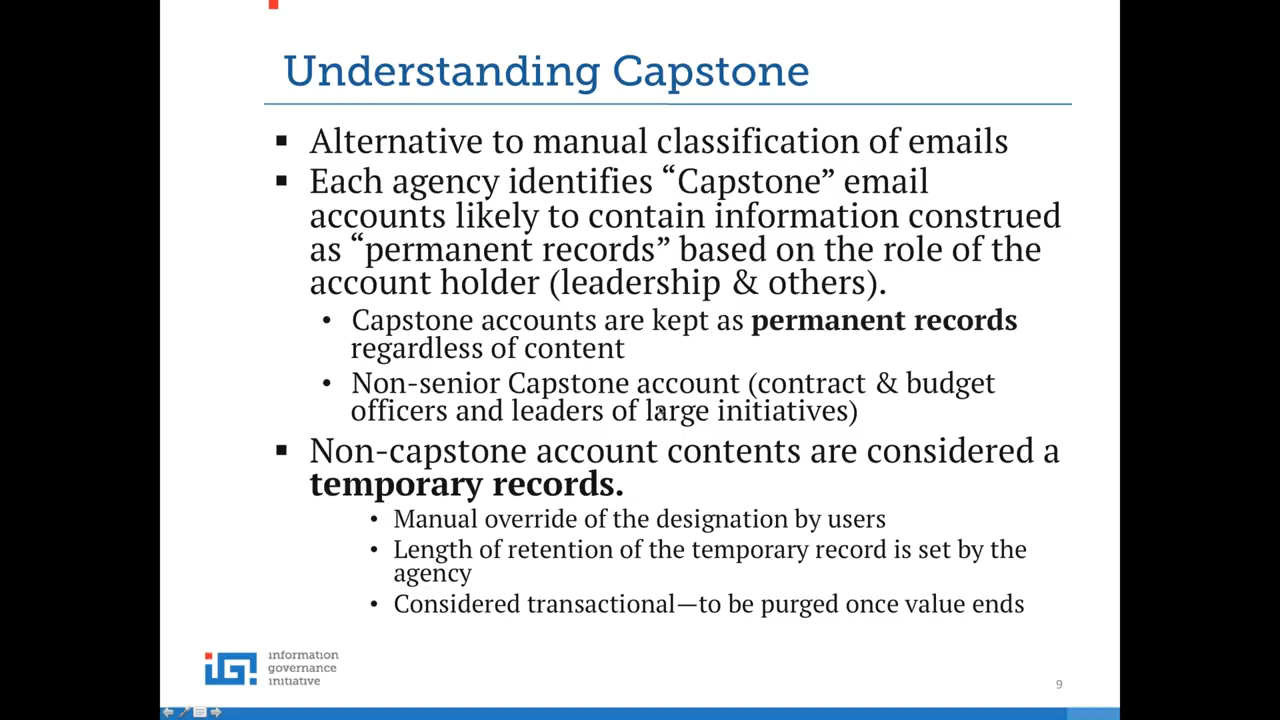 Understanding Capstone
▪ Alternative to manual classification of emails
▪ Each agency identifies “Capstone” email
accounts likely to contain information construed
as “permanent records” based on the role of the
account holder (leadership & others).
• Capstone accounts are kept as permanent records
regardless of content
• Non-senior Capstone account (contract & budget
officers and leaders of large initiatives)
▪ Non-capstone account contents are considered a
temporary records.
• Manual override of the designation by users
• Length of retention of the temporary record is set by the
agency
• Considered transactional—to be purged once value ends
iG!
information
governance
initiative
9